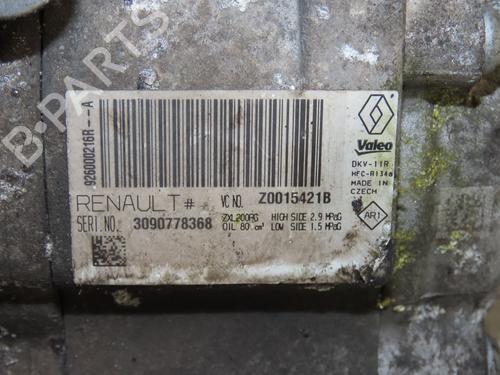 B-PARTS
926000216R--A
RENAULT# VC NO. Z0015421B
SERI.NO. 3090778368
ZXL200PG HIGH SIDE 2.9 MPaG
OIL 80 cm³ LOW SIDE 1.5 MPaG
Valeo
DKV-11R
HFC-R134a
MADE IN
CZECH
AR1